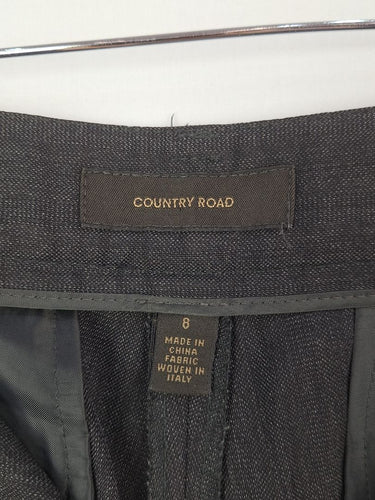 COUNTRY ROAD
8
MADE IN
CHINA
FABRIC
WOVEN IN
ITALY